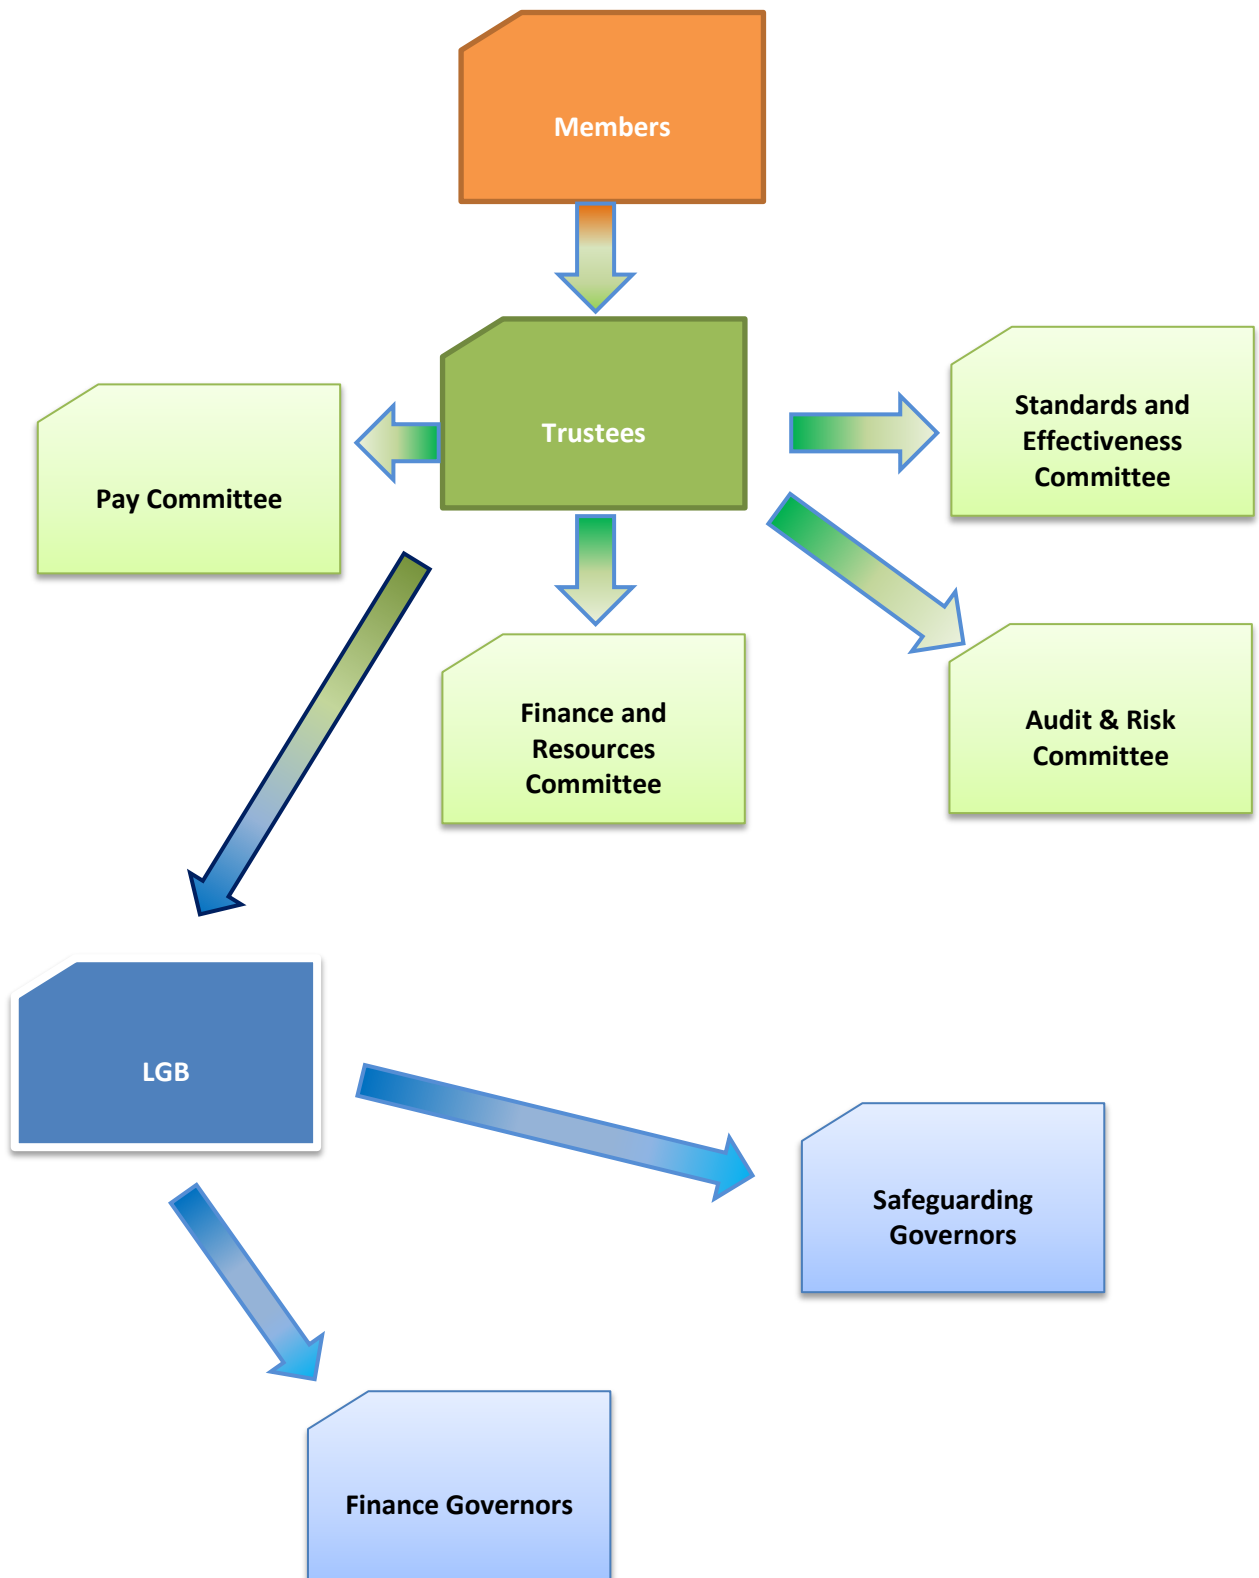 Members
Trustees
Standards and
Effectiveness
Committee
Pay Committee
Finance and
Resources
Committee
Audit & Risk
Committee
LGB
Safeguarding
Governors
Finance Governors